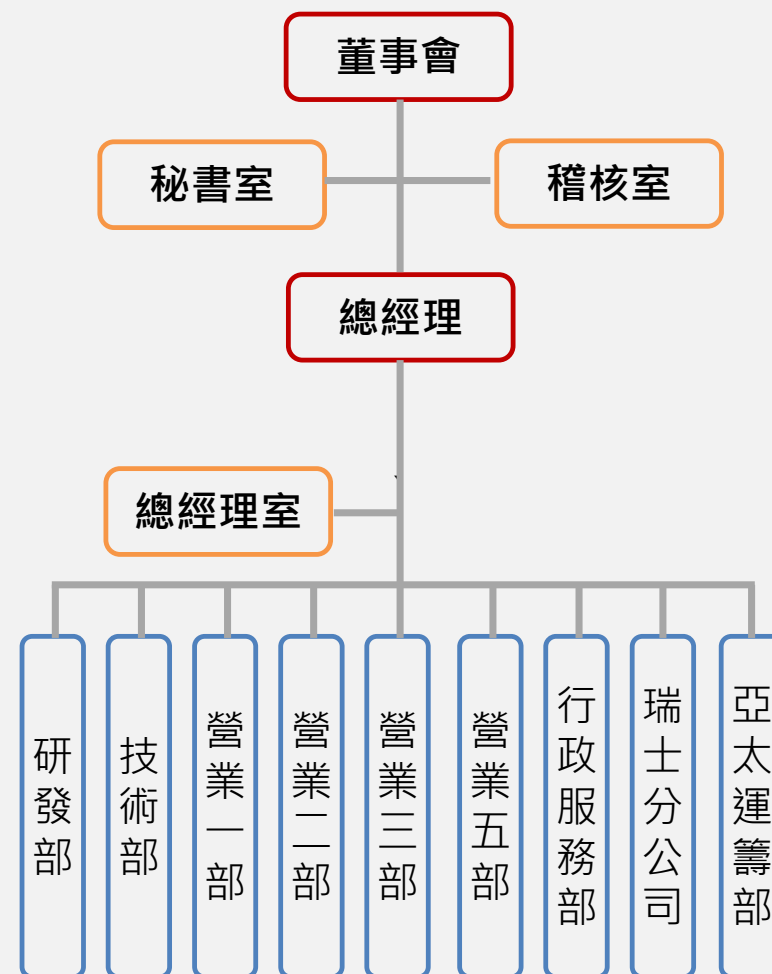 董事會
秘書室
稽核室
總經理
總經理室
研發部
技術部
營業一部
營業二部
營業三部
營業五部
行政服務部
瑞士分公司
亞太運籌部